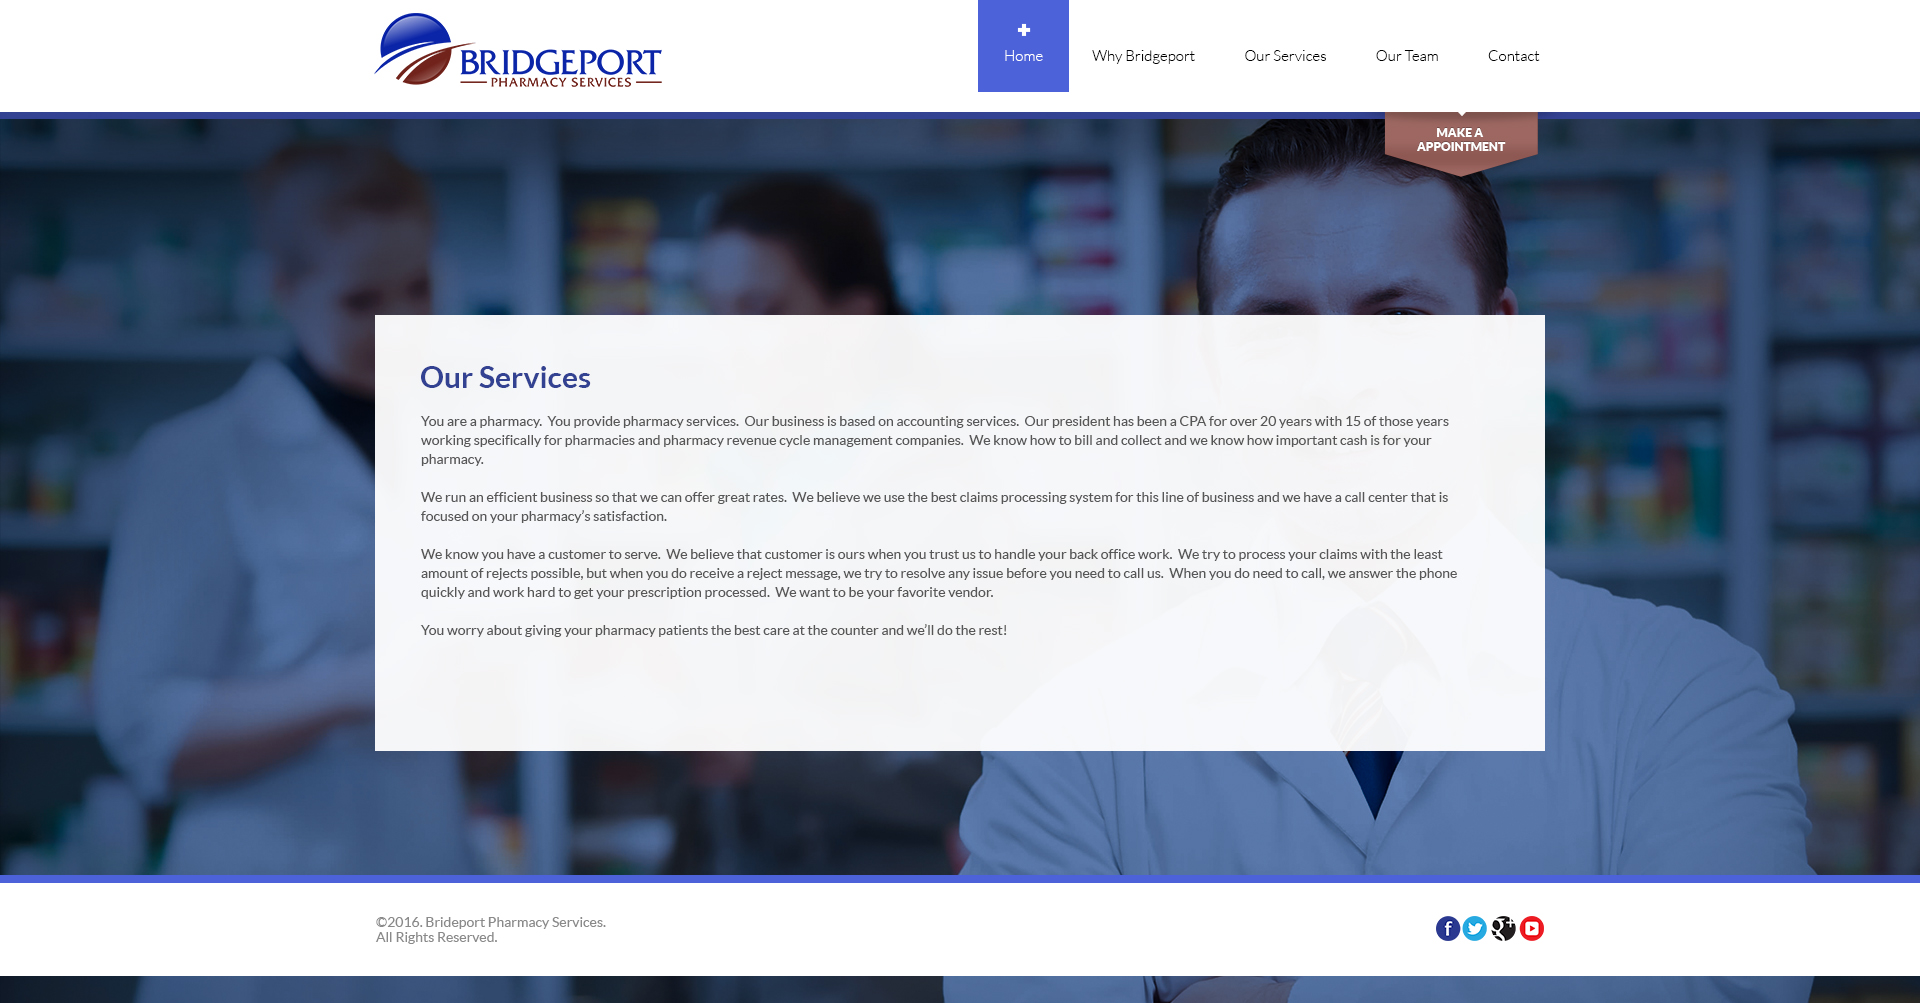 BRIDGEPORT
PHARMACY SERVICES
Home
Why Bridgeport
Our Services
Our Team
Contact
MAKE A
APPOINTMENT
Our Services
You are a pharmacy.  You provide pharmacy services.  Our business is based on accounting services.  Our president has been a CPA for over 20 years with 15 of those years
working specifically for pharmacies and pharmacy revenue cycle management companies.  We know how to bill and collect and we know how important cash is for your
pharmacy.
We run an efficient business so that we can offer great rates.  We believe we use the best claims processing system for this line of business and we have a call center that is
focused on your pharmacy’s satisfaction.
We know you have a customer to serve.  We believe that customer is ours when you trust us to handle your back office work.  We try to process your claims with the least
amount of rejects possible, but when you do receive a reject message, we try to resolve any issue before you need to call us.  When you do need to call, we answer the phone
quickly and work hard to get your prescription processed.  We want to be your favorite vendor.
You worry about giving your pharmacy patients the best care at the counter and we’ll do the rest!
©2016. Brideport Pharmacy Services.
All Rights Reserved.